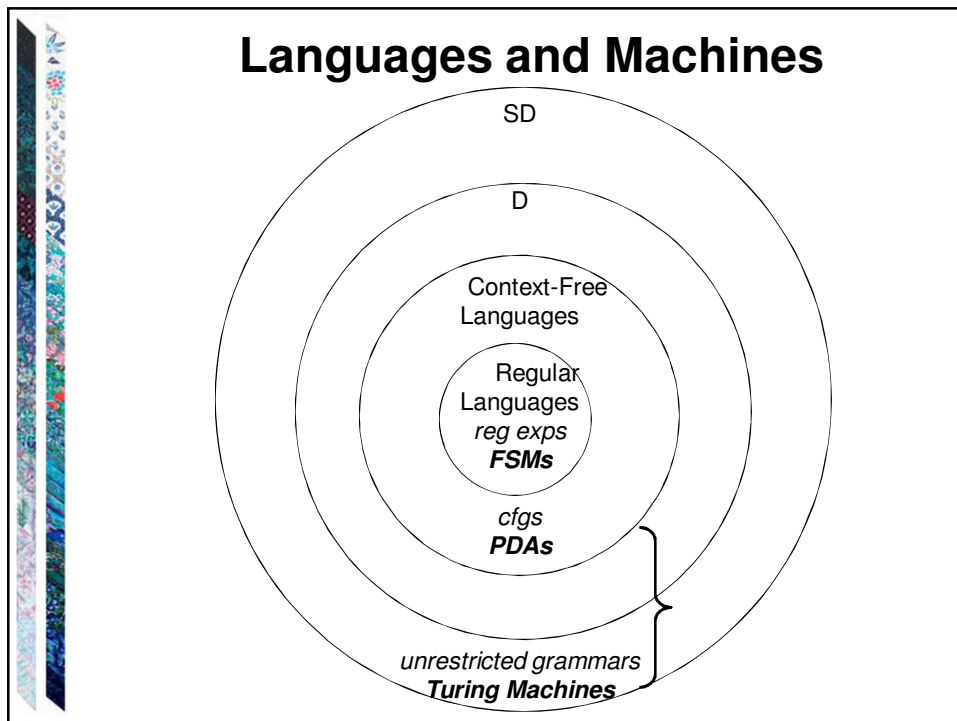 Languages and Machines
SD
D
Context-Free
Languages
Regular
Languages
reg exps
FSMs
cfgs
PDAs
unrestricted grammars
Turing Machines